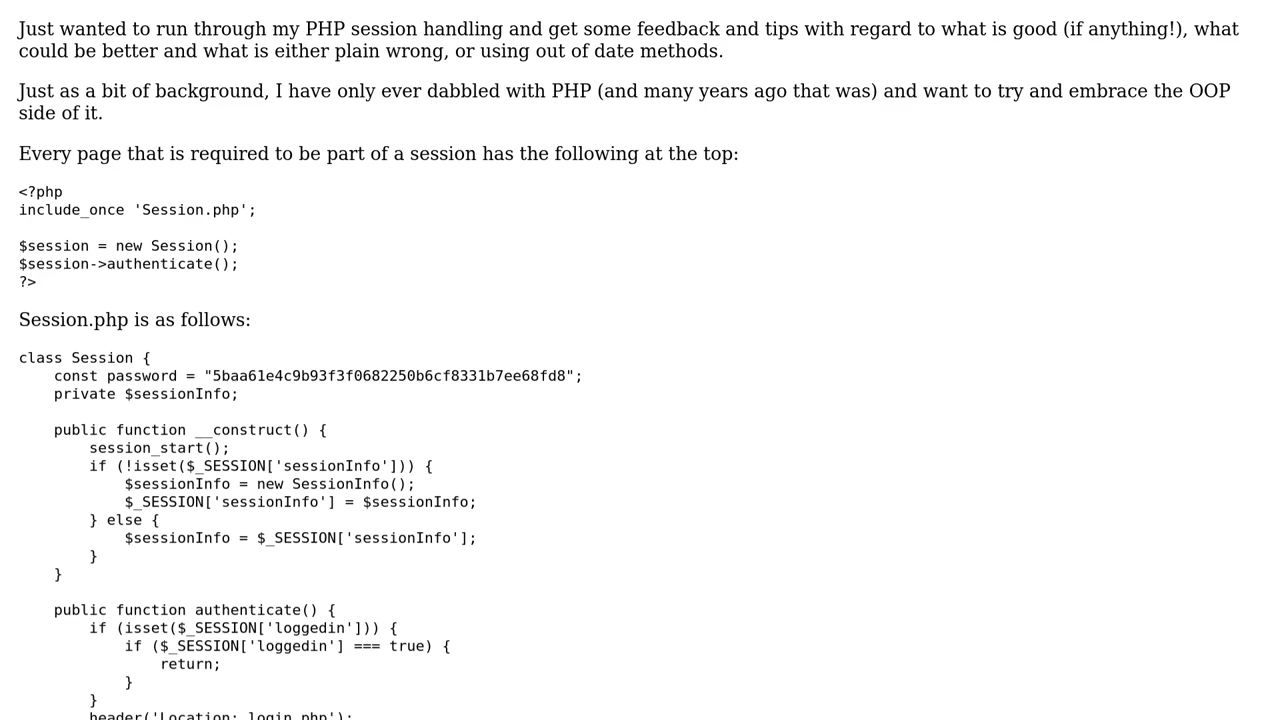 Just wanted to run through my PHP session handling and get some feedback and tips with regard to what is good (if anything!), what
could be better and what is either plain wrong, or using out of date methods.
Just as a bit of background, I have only ever dabbled with PHP (and many years ago that was) and want to try and embrace the OOP
side of it.
Every page that is required to be part of a session has the following at the top:
<?php
include_once 'Session.php';
$session = new Session();
$session->authenticate();
?>
Session.php is as follows:
class Session {
    const password = "5baa61e4c9b93f3f0682250b6cf8331b7ee68fd8";
    private $sessionInfo;
    public function __construct() {
        session_start();
        if (!isset($_SESSION['sessionInfo'])) {
            $sessionInfo = new SessionInfo();
            $_SESSION['sessionInfo'] = $sessionInfo;
        } else {
            $sessionInfo = $_SESSION['sessionInfo'];
        }
    }
    public function authenticate() {
        if (isset($_SESSION['loggedin'])) {
            if ($_SESSION['loggedin'] === true) {
                return;
            }
        }
        header('Location: login.php');